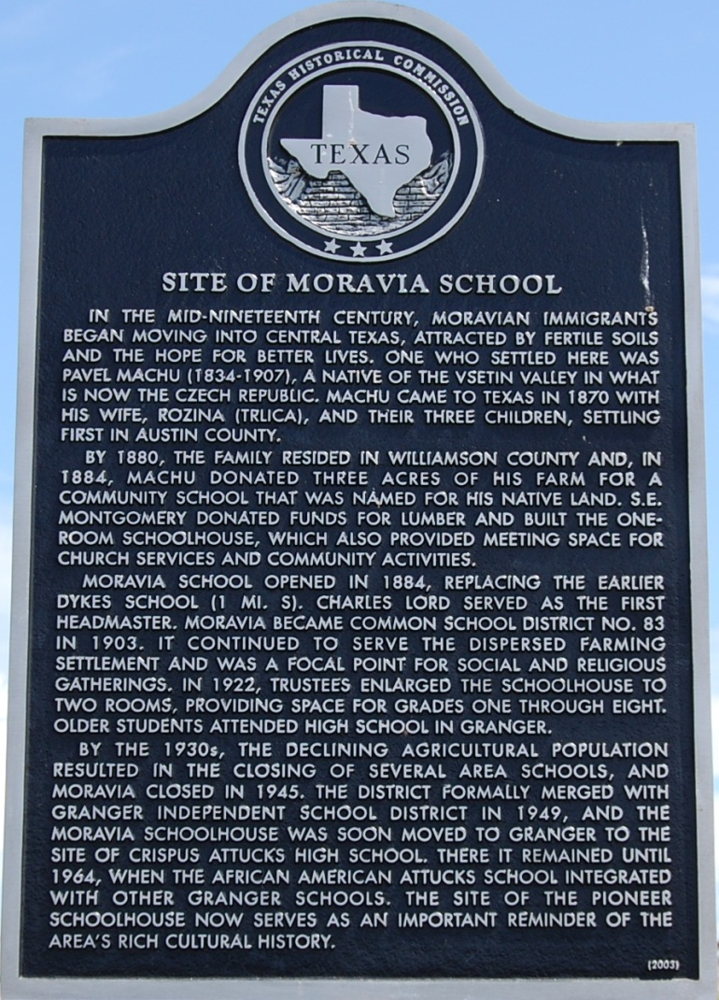 TEXAS HISTORICAL COMMISSION
TEXAS
SITE OF MORAVIA SCHOOL
IN THE MID-NINETEENTH CENTURY, MORAVIAN IMMIGRANTS
BEGAN MOVING INTO CENTRAL TEXAS, ATTRACTED BY FERTILE SOILS
AND THE HOPE FOR BETTER LIVES. ONE WHO SETTLED HERE WAS
PAVEL MACHU (1834-1907), A NATIVE OF THE VSETIN VALLEY IN WHAT
IS NOW THE CZECH REPUBLIC. MACHU CAME TO TEXAS IN 1870 WITH
HIS WIFE, ROZINA (TRLICA), AND THEIR THREE CHILDREN, SETTLING
FIRST IN AUSTIN COUNTY.
BY 1880, THE FAMILY RESIDED IN WILLIAMSON COUNTY AND, IN
1884, MACHU DONATED THREE ACRES OF HIS FARM FOR A
COMMUNITY SCHOOL THAT WAS NAMED FOR HIS NATIVE LAND. S.E.
MONTGOMERY DONATED FUNDS FOR LUMBER AND BUILT THE ONE-
ROOM SCHOOLHOUSE, WHICH ALSO PROVIDED MEETING SPACE FOR
CHURCH SERVICES AND COMMUNITY ACTIVITIES.
MORAVIA SCHOOL OPENED IN 1884, REPLACING THE EARLIER
DYKES SCHOOL (1 MI. S). CHARLES LORD SERVED AS THE FIRST
HEADMASTER. MORAVIA BECAME COMMON SCHOOL DISTRICT NO. 83
IN 1903. IT CONTINUED TO SERVE THE DISPERSED FARMING
SETTLEMENT AND WAS A FOCAL POINT FOR SOCIAL AND RELIGIOUS
GATHERINGS. IN 1922, TRUSTEES ENLARGED THE SCHOOLHOUSE TO
TWO ROOMS, PROVIDING SPACE FOR GRADES ONE THROUGH EIGHT.
OLDER STUDENTS ATTENDED HIGH SCHOOL IN GRANGER.
BY THE 1930s, THE DECLINING AGRICULTURAL POPULATION
RESULTED IN THE CLOSING OF SEVERAL AREA SCHOOLS, AND
MORAVIA CLOSED IN 1945. THE DISTRICT FORMALLY MERGED WITH
GRANGER INDEPENDENT SCHOOL DISTRICT IN 1949, AND THE
MORAVIA SCHOOLHOUSE WAS SOON MOVED TO GRANGER TO THE
SITE OF CRISPUS ATTUCKS HIGH SCHOOL. THERE IT REMAINED UNTIL
1964, WHEN THE AFRICAN AMERICAN ATTUCKS SCHOOL INTEGRATED
WITH OTHER GRANGER SCHOOLS. THE SITE OF THE PIONEER
SCHOOLHOUSE NOW SERVES AS AN IMPORTANT REMINDER OF THE
AREA'S RICH CULTURAL HISTORY.
(2003)